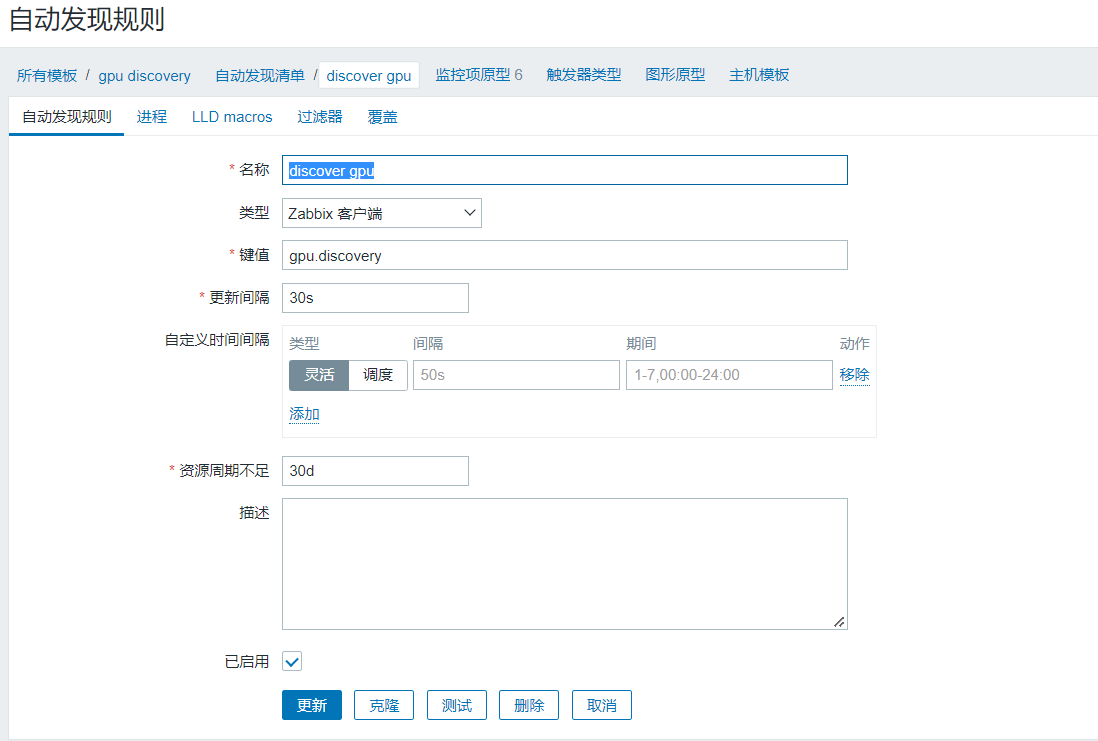 自动发现规则
所有模板 / gpu discovery 自动发现清单 / discover gpu 监控项原型 6 触发器类型 图形原型 主机模板
自动发现规则 进程 LLD macros 过滤器 覆盖
* 名称 discover gpu
类型 Zabbix 客户端
* 键值 gpu.discovery
* 更新间隔 30s
自定义时间间隔 类型 间隔 期间 动作
灵活 调度 50s 1-7,00:00-24:00 移除
添加
* 资源周期不足 30d
描述
已启用
更新 克隆 测试 删除 取消